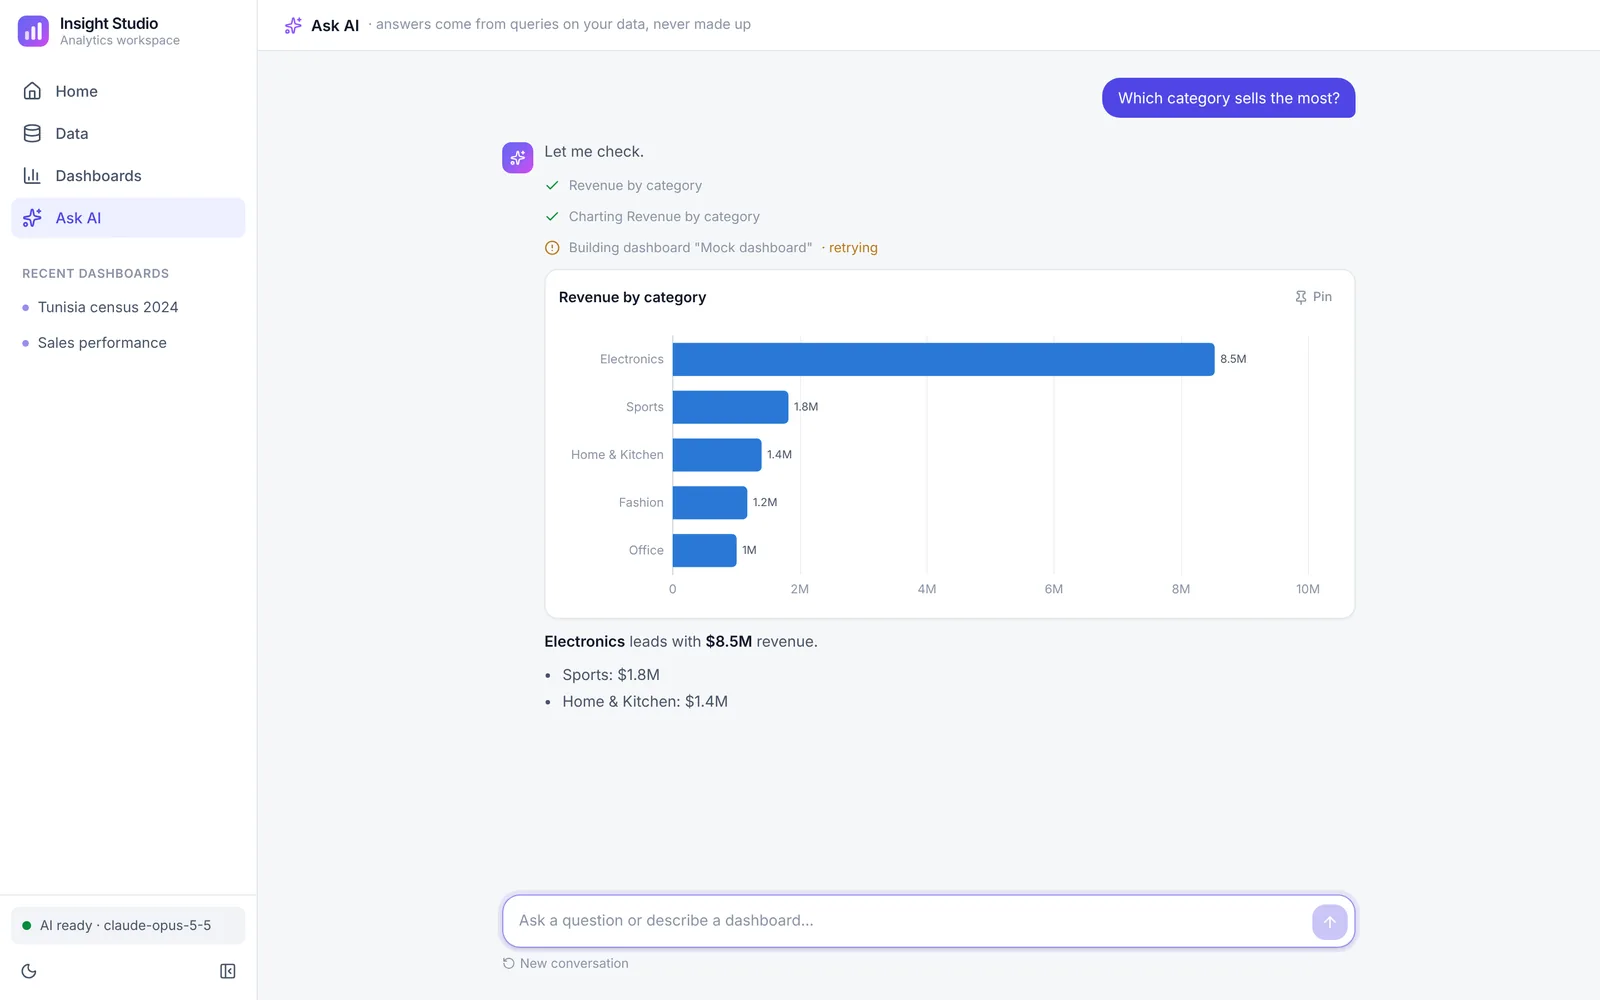 Insight Studio
Analytics workspace
Home
Data
Dashboards
Ask AI
RECENT DASHBOARDS
Tunisia census 2024
Sales performance
AI ready · claude-opus-5-5
Ask AI · answers come from queries on your data, never made up
Which category sells the most?
Let me check.
Revenue by category
Charting Revenue by category
Building dashboard "Mock dashboard" · retrying
Revenue by category
Pin
Electronics 8.5M
Sports 1.8M
Home & Kitchen 1.4M
Fashion 1.2M
Office 1M
0 2M 4M 6M 8M 10M
Electronics leads with $8.5M revenue.
• Sports: $1.8M
• Home & Kitchen: $1.4M
Ask a question or describe a dashboard...
New conversation